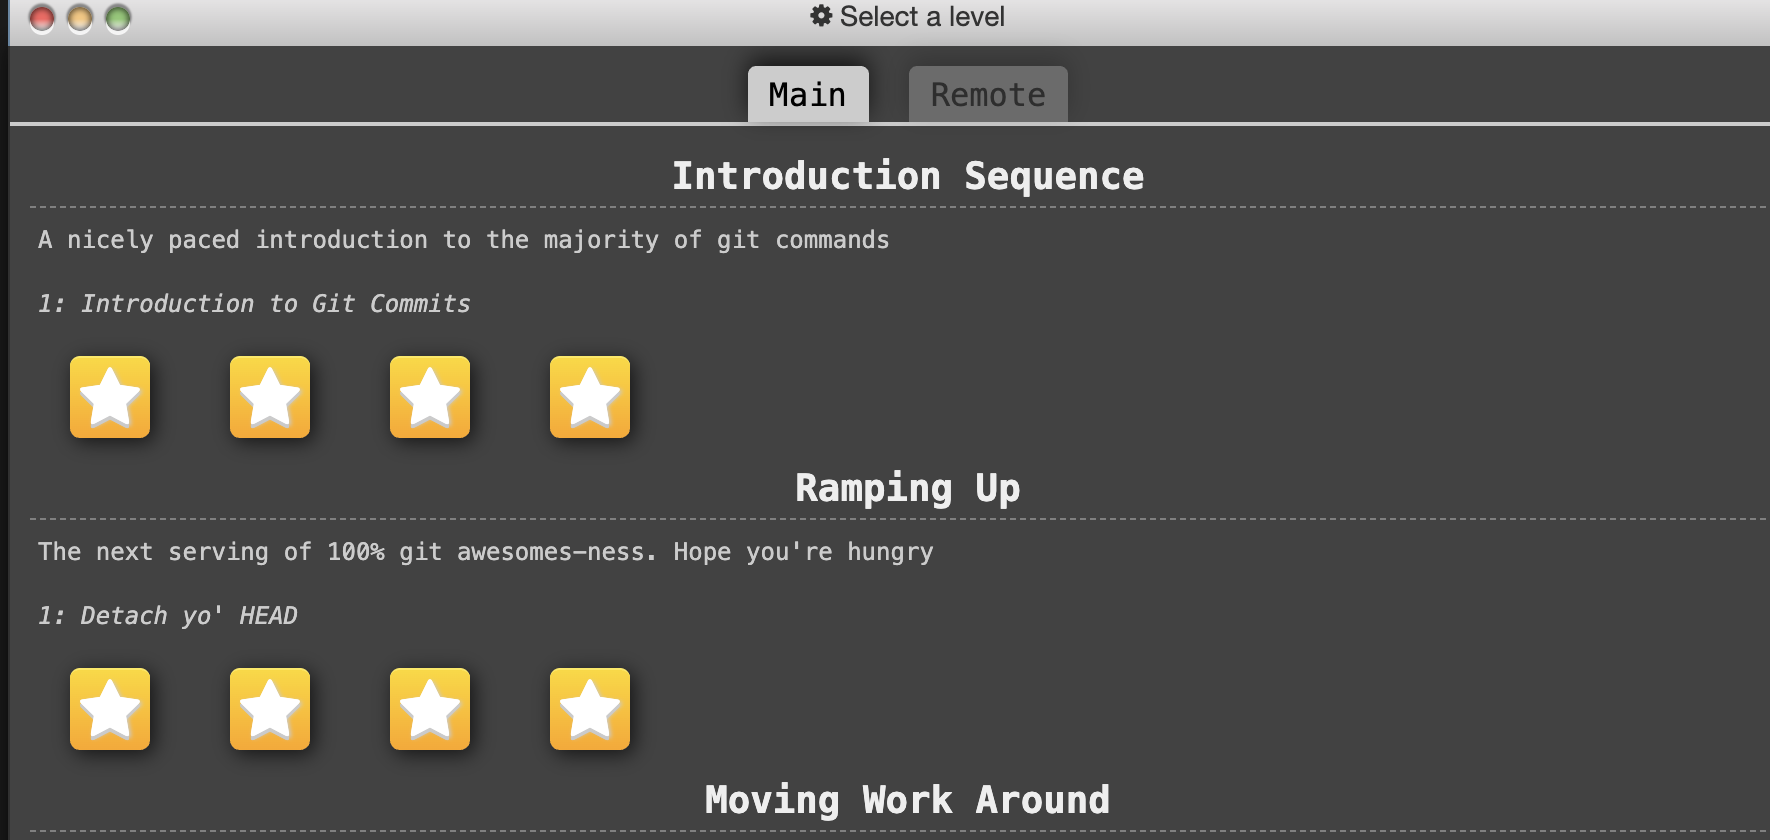 Select a level
Main
Remote
Introduction Sequence
A nicely paced introduction to the majority of git commands
1: Introduction to Git Commits
Ramping Up
The next serving of 100% git awesomes-ness. Hope you're hungry
1: Detach yo' HEAD
Moving Work Around